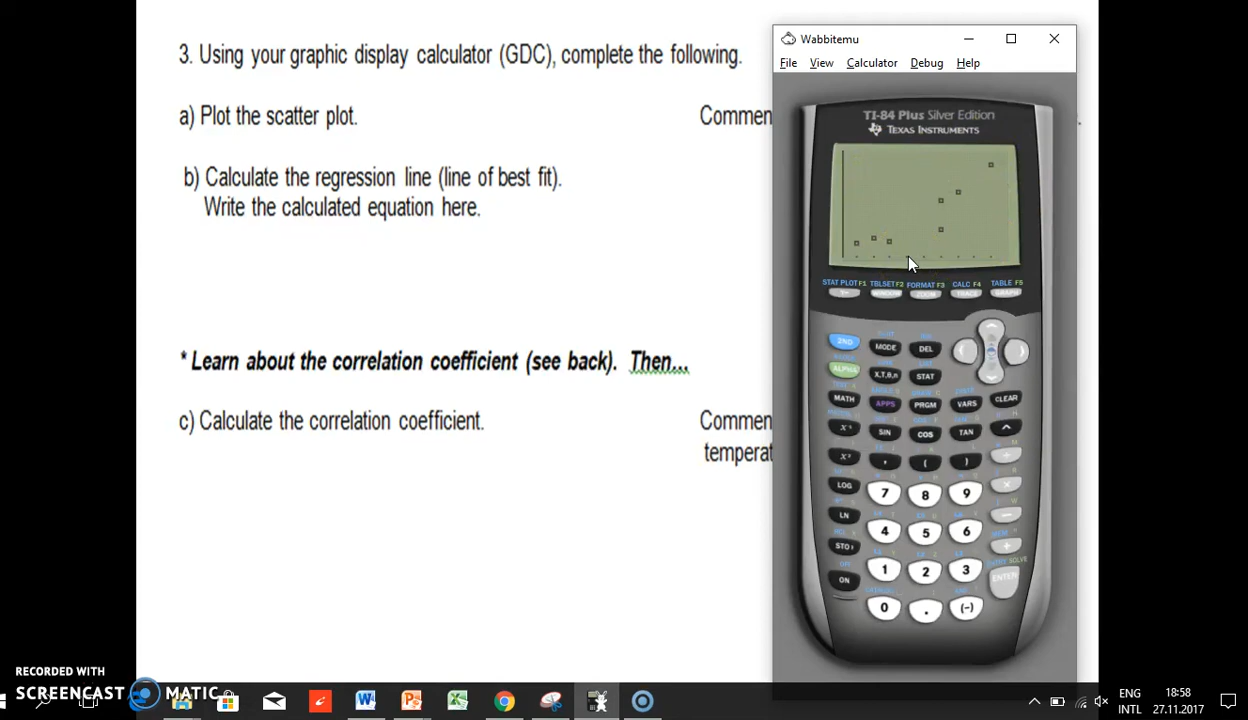 3. Using your graphic display calculator (GDC), complete the following.
a) Plot the scatter plot.
Commen
b) Calculate the regression line (line of best fit).
Write the calculated equation here.
* Learn about the correlation coefficient (see back). Then...
c) Calculate the correlation coefficient.
Commen
temperat
Wabbitemu
File View Calculator Debug Help
TI-84 Plus Silver Edition
TEXAS INSTRUMENTS
STAT PLOT F1 TBLSET F2 FORMAT F3 CALC F4 TABLE F5
Y= WINDOW ZOOM TRACE GRAPH
2ND MODE DEL
ALPHA X,T,θ,n STAT
MATH APPS PRGM VARS CLEAR
SIN COS TAN ^
x² , ( ) ÷
LOG 7 8 9 ×
LN 4 5 6 −
STO 1 2 3 +
ON 0 . (-) ENTER
RECORDED WITH
SCREENCAST MATIC
ENG
INTL
18:58
27.11.2017